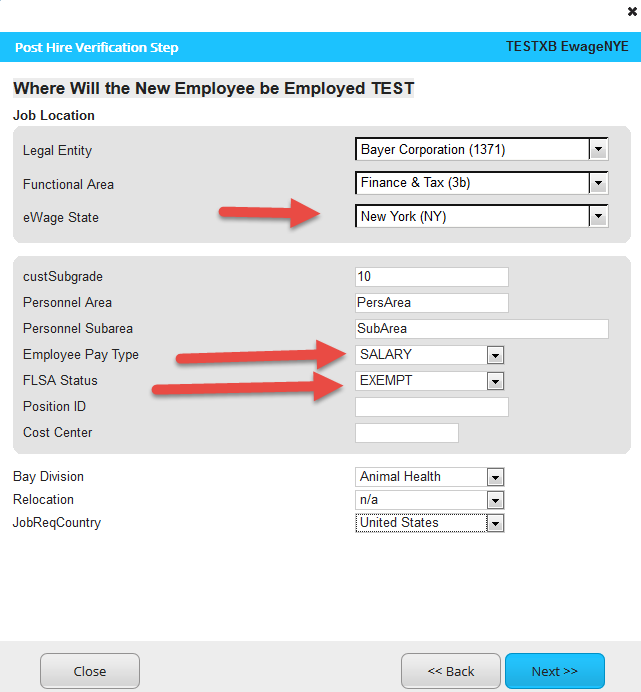 Post Hire Verification Step TESTXB EwageNYE
Where Will the New Employee be Employed TEST
Job Location
Legal Entity Bayer Corporation (1371)
Functional Area Finance & Tax (3b)
eWage State New York (NY)
custSubgrade 10
Personnel Area PersArea
Personnel Subarea SubArea
Employee Pay Type SALARY
FLSA Status EXEMPT
Position ID
Cost Center
Bay Division Animal Health
Relocation n/a
JobReqCountry United States
Close << Back Next >>